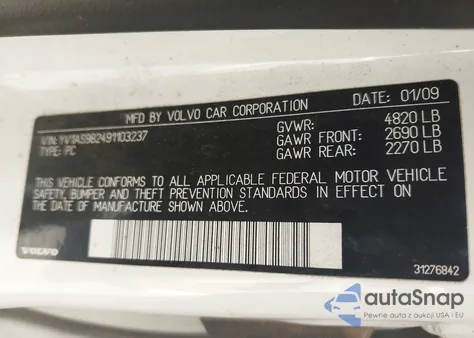 MFD BY VOLVO CAR CORPORATION DATE: 01/09
VIN: YV1AS982491103237 GVWR: 4820 LB
TYPE: PC GAWR FRONT: 2690 LB
GAWR REAR: 2270 LB
THIS VEHICLE CONFORMS TO ALL APPLICABLE FEDERAL MOTOR VEHICLE
SAFETY, BUMPER AND THEFT PREVENTION STANDARDS IN EFFECT ON
THE DATE OF MANUFACTURE SHOWN ABOVE.
VOLVO 31276842
autoSnap
Pewne auta z aukcji USA i EU